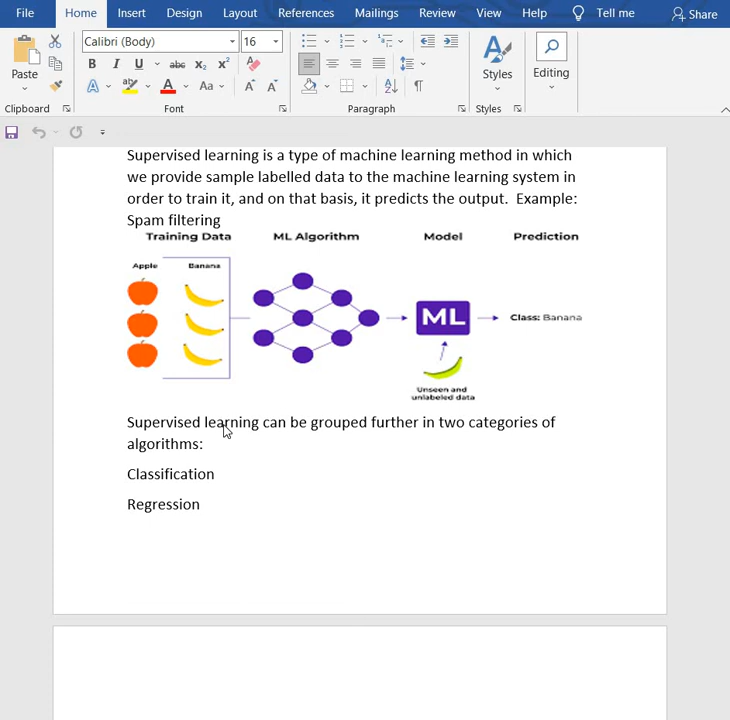 File Home Insert Design Layout References Mailings Review View Help Tell me Share
Calibri (Body) 16
Paste
B I U abc x₂ x²
A A Aa A A
Styles Editing
Clipboard Font Paragraph Styles
Supervised learning is a type of machine learning method in which
we provide sample labelled data to the machine learning system in
order to train it, and on that basis, it predicts the output. Example:
Spam filtering
Training Data ML Algorithm Model Prediction
Apple Banana
ML
Class: Banana
Unseen and
unlabeled data
Supervised learning can be grouped further in two categories of
algorithms:
Classification
Regression